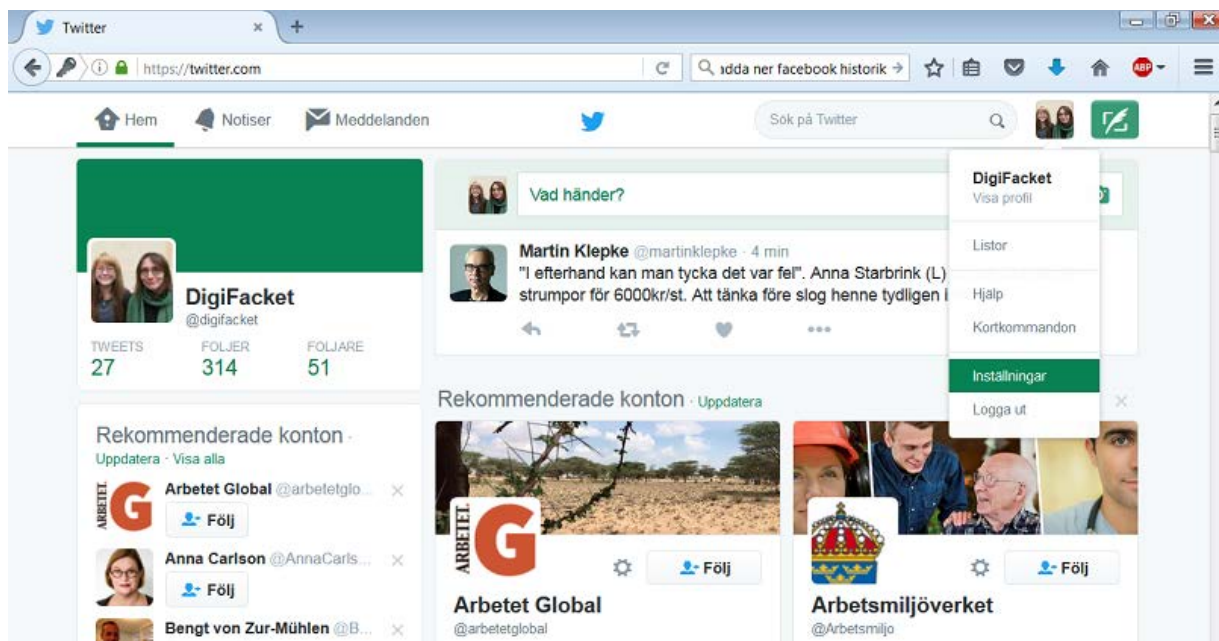 Twitter
https://twitter.com
adda ner facebook historik
ABP
Hem
Notiser
Meddelanden
Sök på Twitter
DigiFacket
Visa profil
Listor
Hjälp
Kortkommandon
Inställningar
Logga ut
DigiFacket
@digifacket
TWEETS FÖLJER FÖLJARE
27 314 51
Vad händer?
Martin Klepke @martinklepke · 4 min
"I efterhand kan man tycka det var fel". Anna Starbrink (L)
strumpor för 6000kr/st. Att tänka före slog henne tydligen i
Rekommenderade konton ·
Uppdatera · Visa alla
ARBETET G
Arbetet Global @arbetetglo...
Följ
Anna Carlson @AnnaCarls...
Följ
Bengt von Zur-Mühlen @B...
Rekommenderade konton · Uppdatera
ARBETET G
Följ
Arbetet Global
@arbetetglobal
Följ
Arbetsmiljöverket
@Arbetsmiljo